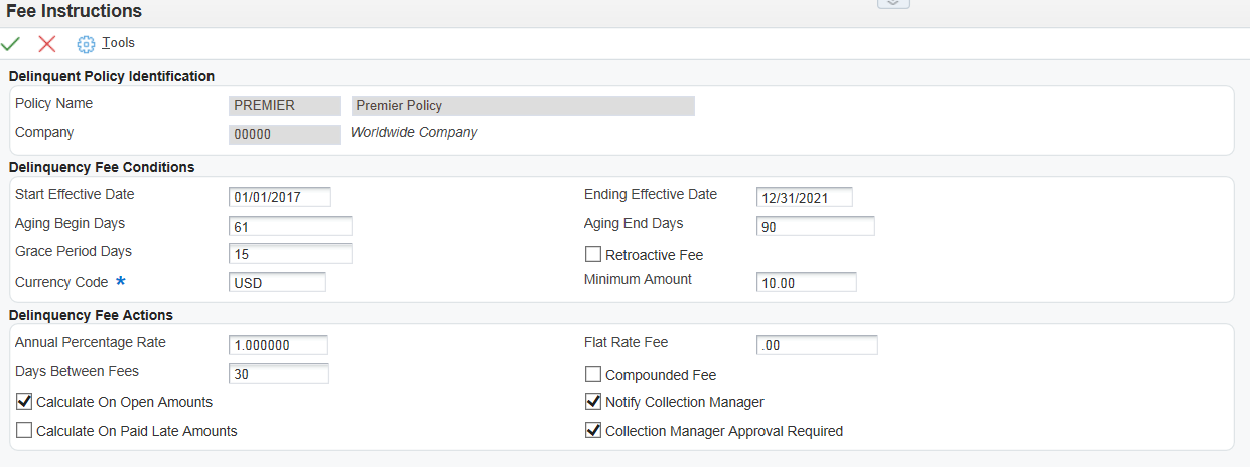 Fee Instructions
Tools
Delinquent Policy Identification
Policy Name PREMIER Premier Policy
Company 00000 Worldwide Company
Delinquency Fee Conditions
Start Effective Date 01/01/2017 Ending Effective Date 12/31/2021
Aging Begin Days 61 Aging End Days 90
Grace Period Days 15 Retroactive Fee
Currency Code * USD Minimum Amount 10.00
Delinquency Fee Actions
Annual Percentage Rate 1.000000 Flat Rate Fee .00
Days Between Fees 30 Compounded Fee
Calculate On Open Amounts Notify Collection Manager
Calculate On Paid Late Amounts Collection Manager Approval Required